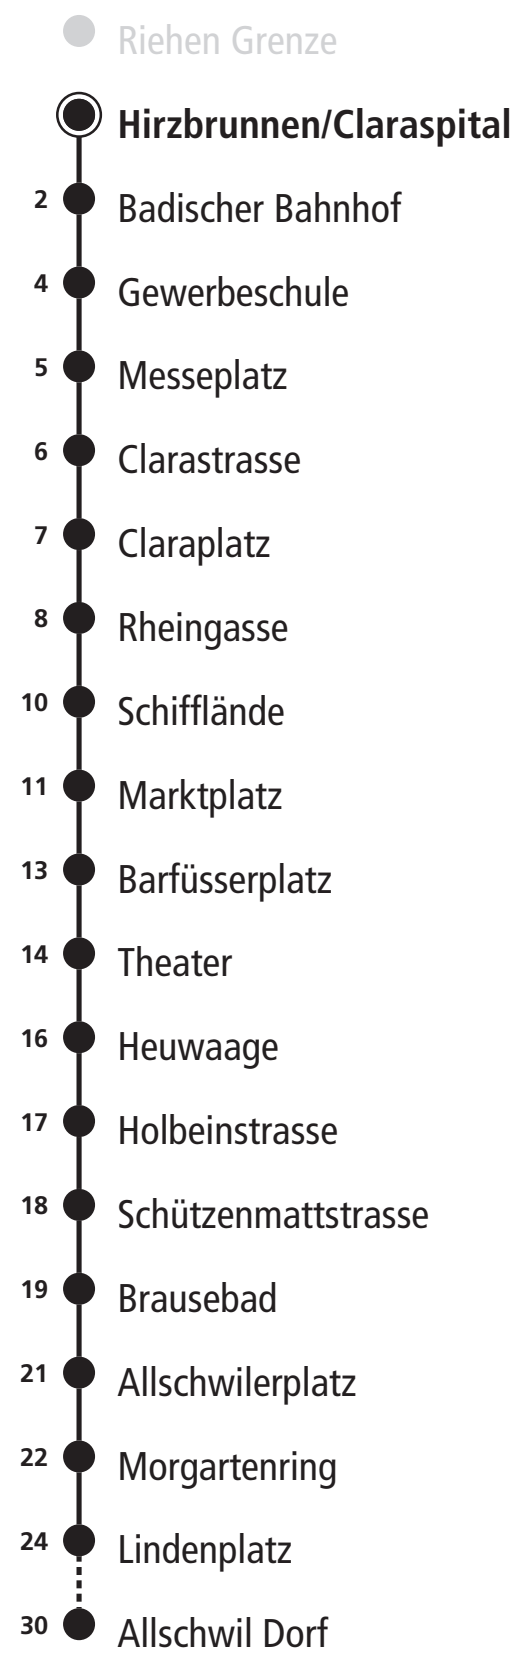 Riehen Grenze
Hirzbrunnen/Claraspital
2 Badischer Bahnhof
4 Gewerbeschule
5 Messeplatz
6 Clarastrasse
7 Claraplatz
8 Rheingasse
10 Schifflände
11 Marktplatz
13 Barfüsserplatz
14 Theater
16 Heuwaage
17 Holbeinstrasse
18 Schützenmattstrasse
19 Brausebad
21 Allschwilerplatz
22 Morgartenring
24 Lindenplatz
30 Allschwil Dorf